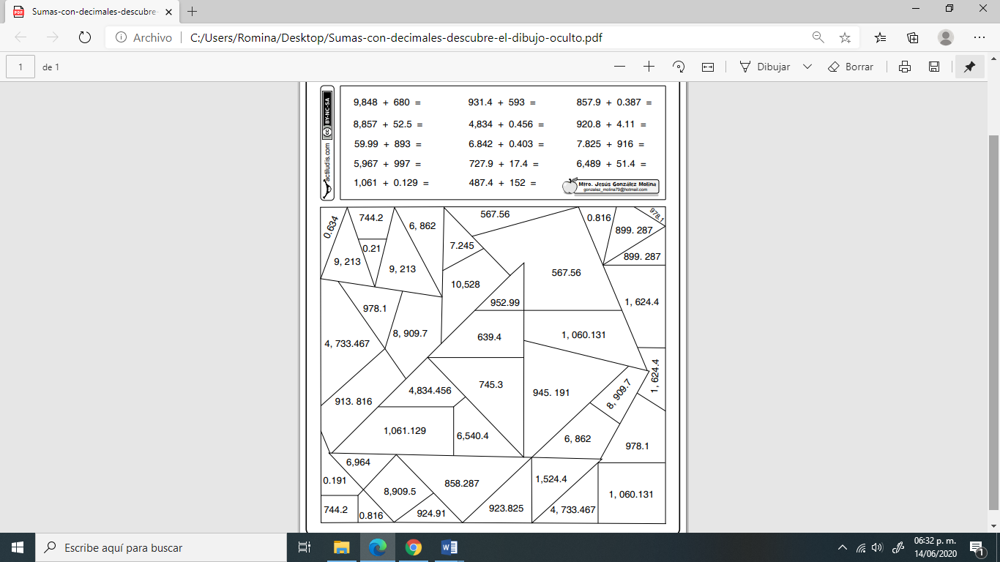 Sumas-con-decimales-descubre-
Archivo
C:/Users/Romina/Desktop/Sumas-con-decimales-descubre-el-dibujo-oculto.pdf
1 de 1
Dibujar
Borrar
9,848 + 680 = 931.4 + 593 = 857.9 + 0.387 =
8,857 + 52.5 = 4,834 + 0.456 = 920.8 + 4.11 =
59.99 + 893 = 6.842 + 0.403 = 7.825 + 916 =
5,967 + 997 = 727.9 + 17.4 = 6,489 + 51.4 =
1,061 + 0.129 = 487.4 + 152 =
Mtro. Jesús González Molina
gonzalez_molina79@hotmail.com
(cc) BY-NC-SA
actiludis.com
0.634
744.2
6, 862
567.56
0.816
978.1
899. 287
0.21
7.245
899. 287
9, 213
9, 213
567.56
10,528
952.99
1, 624.4
978.1
8, 909.7
639.4
1, 060.131
4, 733.467
1, 624.4
4,834.456
745.3
945. 191
8, 909.7
913. 816
1,061.129
6,540.4
6, 862
978.1
6,964
0.191
8,909.5
858.287
1,524.4
1, 060.131
744.2
0.816
924.91
923.825
4, 733.467
Escribe aquí para buscar
06:32 p. m.
14/06/2020
1